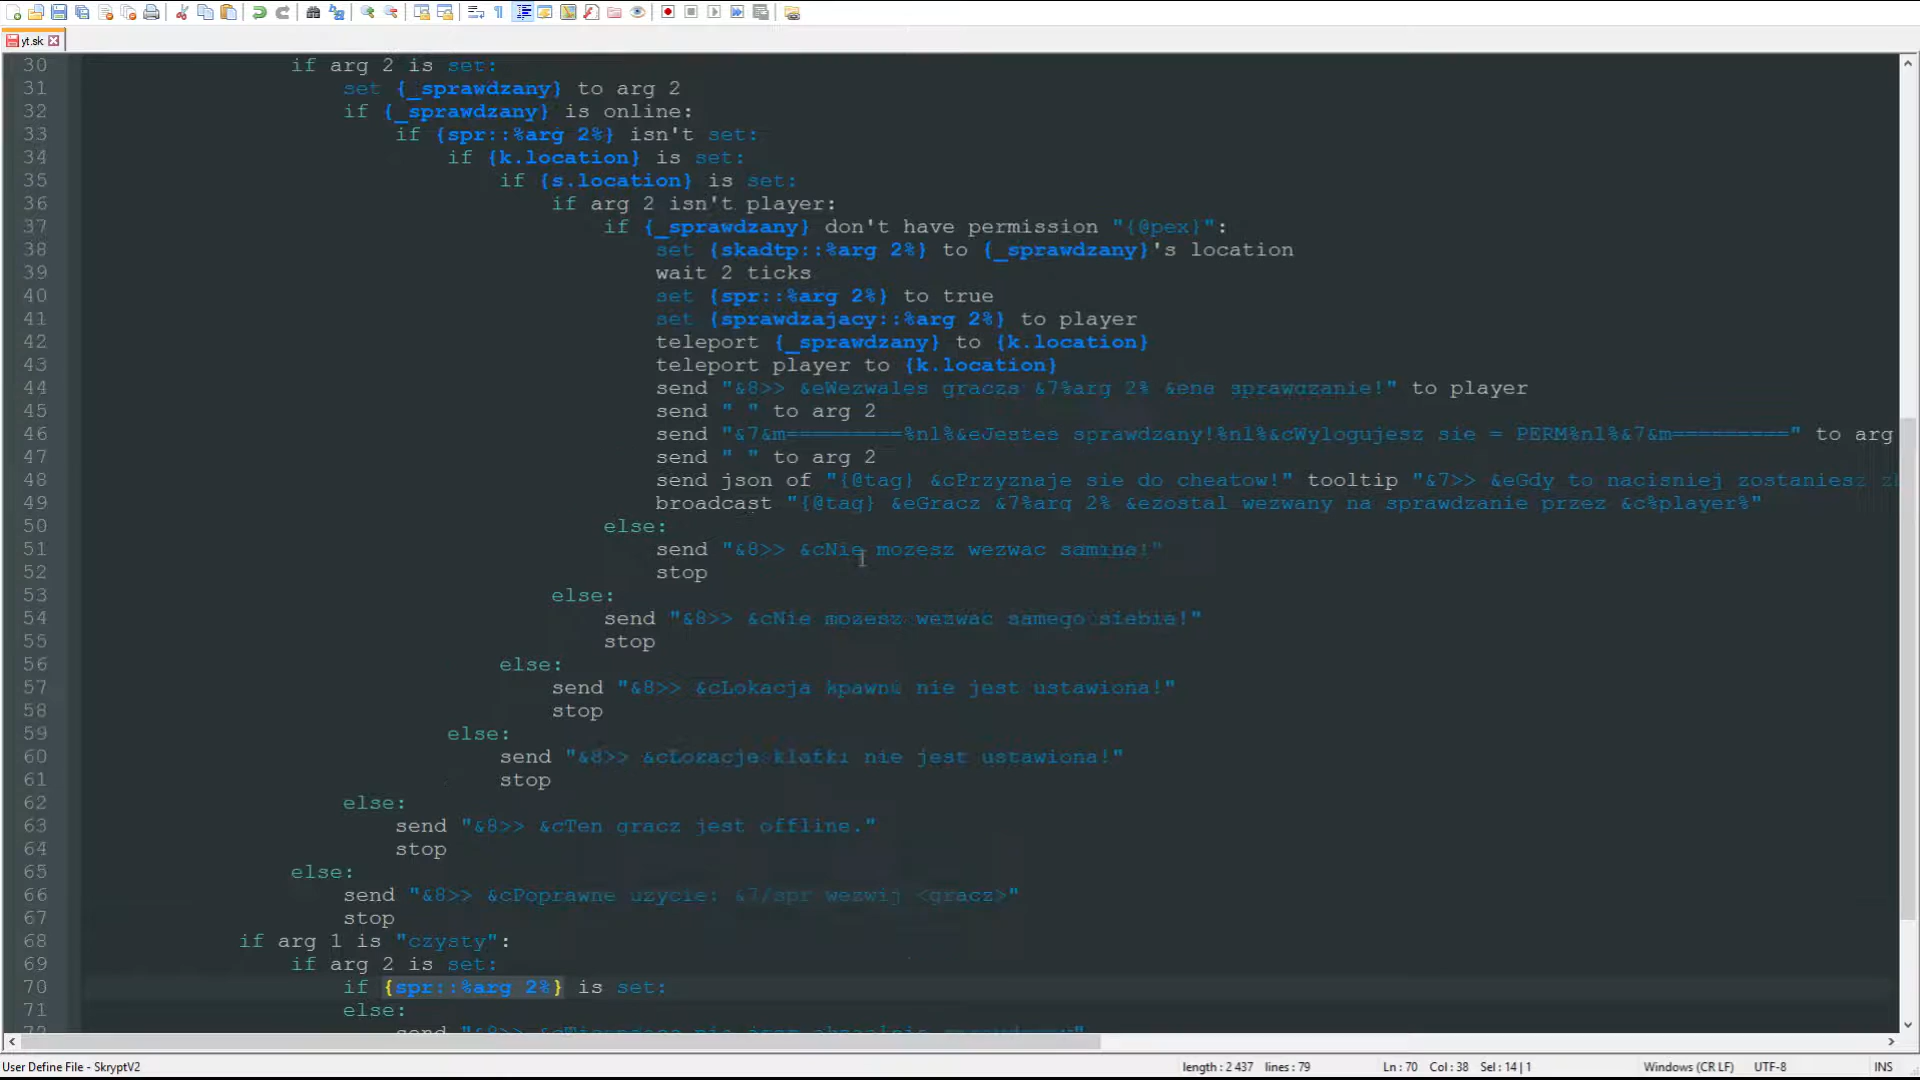 yt.sk
30 if arg 2 is set:
31 set {_sprawdzany} to arg 2
32 if {_sprawdzany} is online:
33 if {spr::%arg 2%} isn't set:
34 if {k.location} is set:
35 if {s.location} is set:
36 if arg 2 isn't player:
37 if {_sprawdzany} don't have permission "{@pex}":
38 set {skadtp::%arg 2%} to {_sprawdzany}'s location
39 wait 2 ticks
40 set {spr::%arg 2%} to true
41 set {sprawdzajacy::%arg 2%} to player
42 teleport {_sprawdzany} to {k.location}
43 teleport player to {k.location}
44 send "&8>> &eWezwales gracza &7%arg 2% &ena sprawdzanie!" to player
45 send " " to arg 2
46 send "&7&m=========%nl%&eJestes sprawdzany!%nl%&cWylogujesz sie = PERM%nl%&7&m=========" to arg
47 send " " to arg 2
48 send json of "{@tag} &cPrzyznaje sie do cheatow!" tooltip "&7>> &eGdy to nacisniej zostaniesz
49 broadcast "{@tag} &eGracz &7%arg 2% &ezostal wezwany na sprawdzanie przez &c%player%"
50 else:
51 send "&8>> &cNie mozesz wezwac admina!"
52 stop
53 else:
54 send "&8>> &cNie mozesz wezwac samego siebie!"
55 stop
56 else:
57 send "&8>> &cLokacja kpawnu nie jest ustawiona!"
58 stop
59 else:
60 send "&8>> &cLokacje klatki nie jest ustawiona!"
61 stop
62 else:
63 send "&8>> &cTen gracz jest offline."
64 stop
65 else:
66 send "&8>> &cPoprawne uzycie: &7/spr wezwij <gracz>"
67 stop
68 if arg 1 is "czysty":
69 if arg 2 is set:
70 if {spr::%arg 2%} is set:
71 else:
72 send "&8>>
User Define File - SkryptV2 length : 2 437 lines : 79 Ln : 70 Col : 38 Sel : 14 | 1 Windows (CR LF) UTF-8 INS